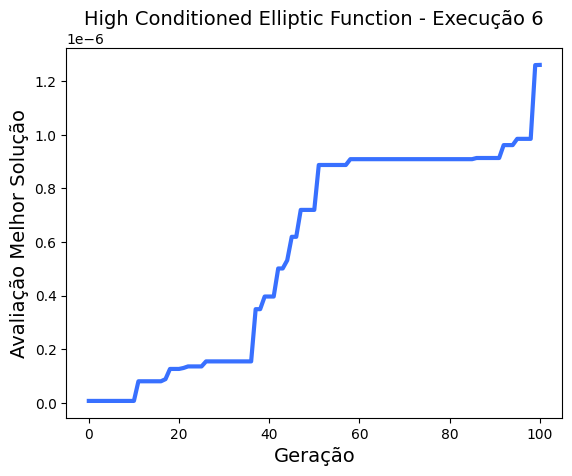 High Conditioned Elliptic Function - Execução 6
1e−6
Avaliação Melhor Solução
1.2
1.0
0.8
0.6
0.4
0.2
0.0
0 20 40 60 80 100
Geração